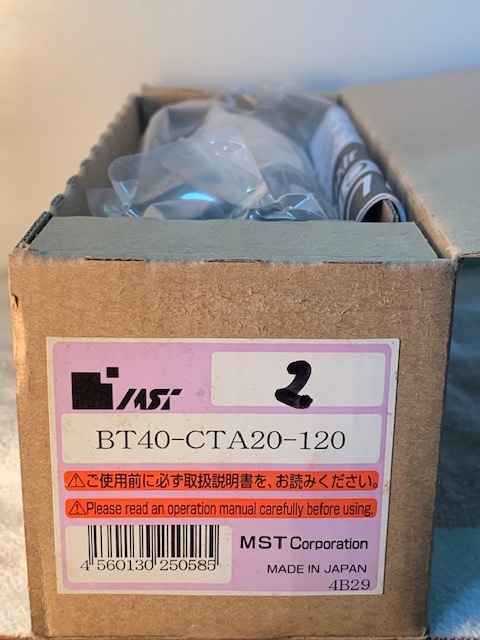 MST
2
BT40-CTA20-120
⚠ご使用前に必ず取扱説明書を、お読みください。
⚠Please read an operation manual carefully before using.
4 560130 250585
MST Corporation
MADE IN JAPAN
4B29